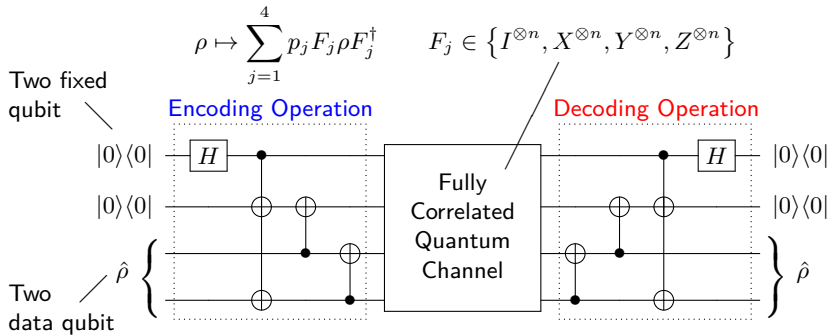 ρ ↦ ∑_{j=1}^{4} p_j F_j ρ F_j^†    F_j ∈ {I^{⊗n}, X^{⊗n}, Y^{⊗n}, Z^{⊗n}}
Two fixed
qubit
Encoding Operation
Decoding Operation
|0⟩⟨0|
H
H
|0⟩⟨0|
|0⟩⟨0|
|0⟩⟨0|
Fully
Correlated
Quantum
Channel
ρ̂
ρ̂
Two
data qubit